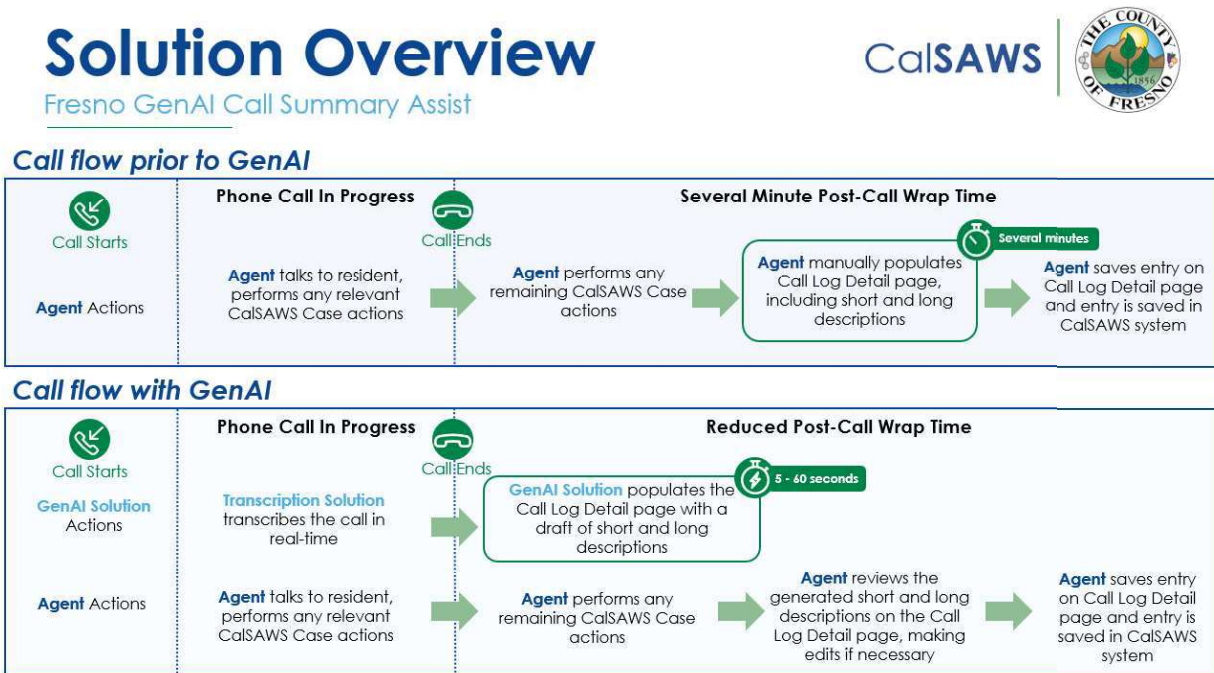 Solution Overview
Fresno GenAI Call Summary Assist
CalSAWS
THE COUNTY
OF FRESNO
1856
Call flow prior to GenAI
Call Starts
Agent Actions
Phone Call In Progress
Agent talks to resident,
performs any relevant
CalSAWS Case actions
Call Ends
Several Minute Post-Call Wrap Time
Agent performs any
remaining CalSAWS Case
actions
Several minutes
Agent manually populates
Call Log Detail page,
including short and long
descriptions
Agent saves entry on
Call Log Detail page
and entry is saved in
CalSAWS system
Call flow with GenAI
Call Starts
Phone Call In Progress
Call Ends
Reduced Post-Call Wrap Time
GenAI Solution
Actions
Transcription Solution
transcribes the call in
real-time
5 - 60 seconds
GenAI Solution populates the
Call Log Detail page with a
draft of short and long
descriptions
Agent Actions
Agent talks to resident,
performs any relevant
CalSAWS Case actions
Agent performs any
remaining CalSAWS Case
actions
Agent reviews the
generated short and long
descriptions on the Call
Log Detail page, making
edits if necessary
Agent saves entry
on Call Log Detail
page and entry is
saved in CalSAWS
system